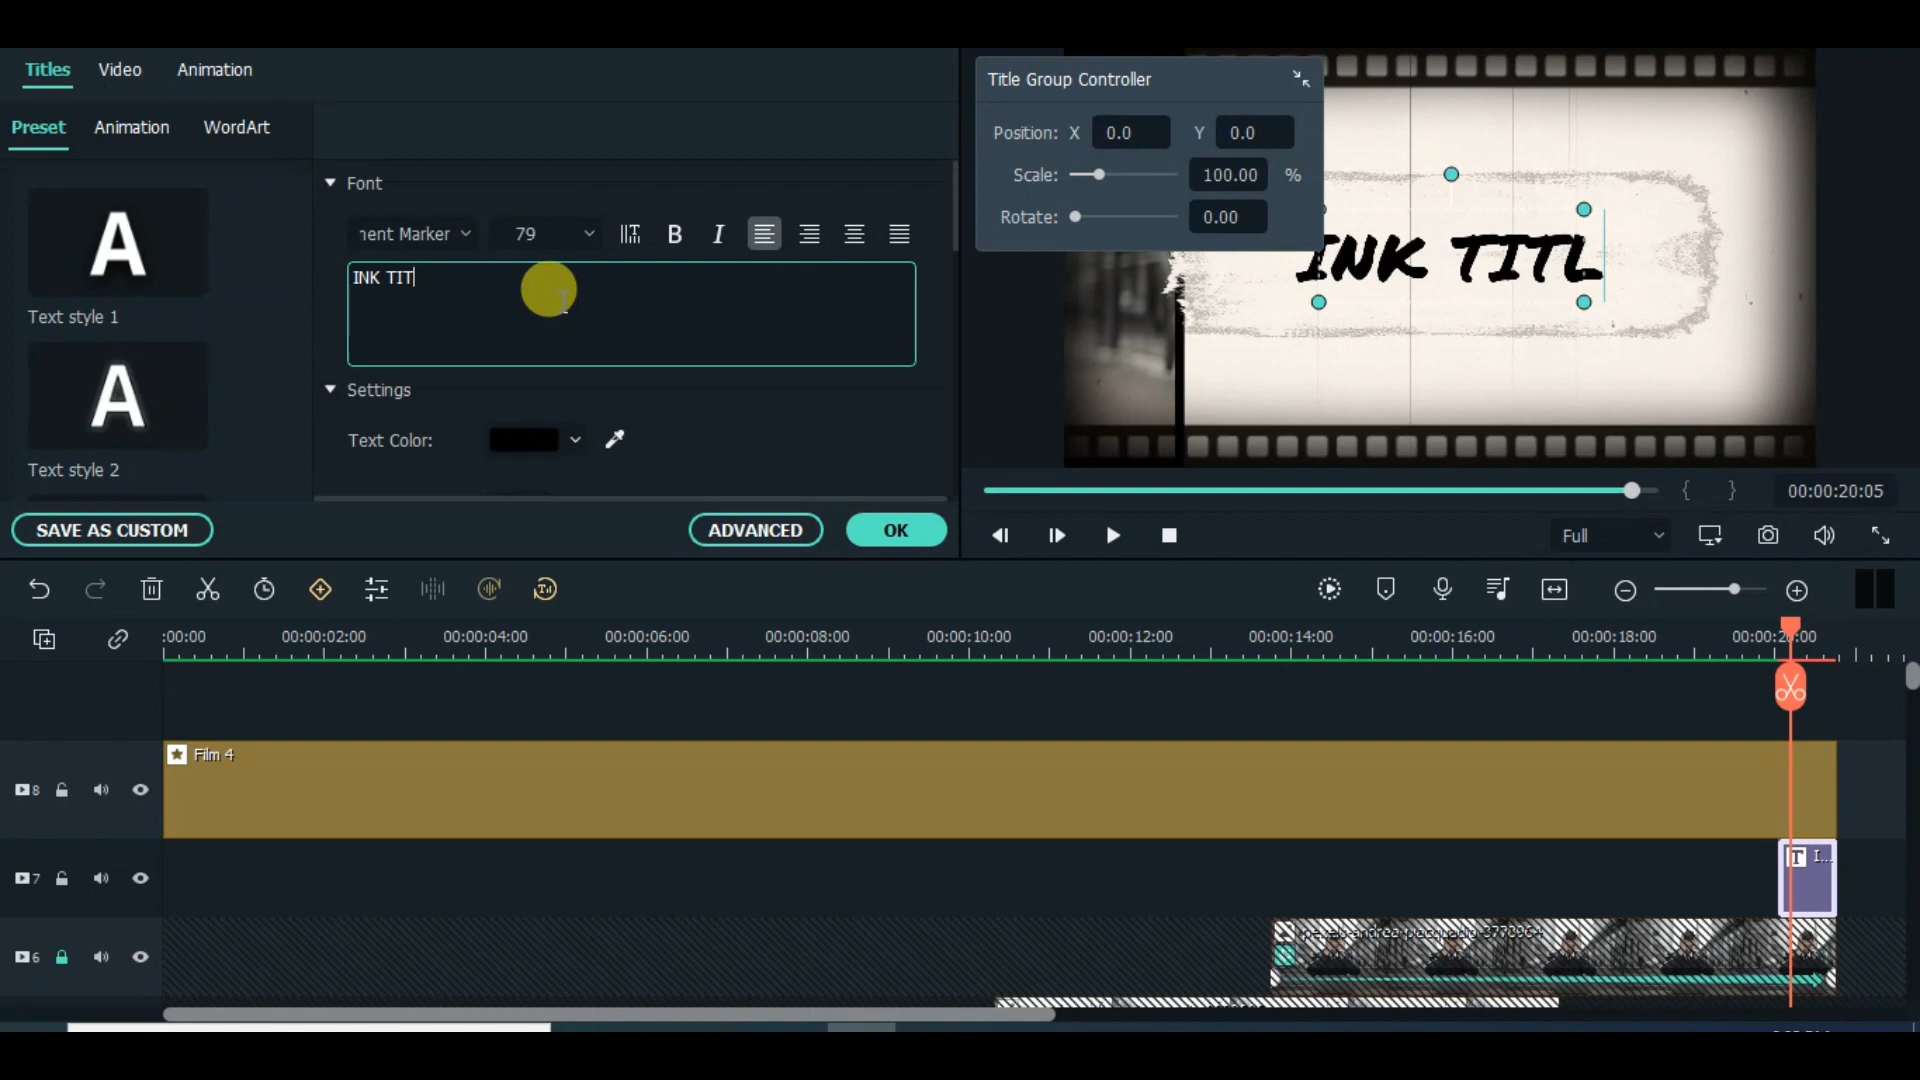 Titles Video Animation
Preset Animation WordArt
Font
nent Marker 79 B I
INK TIT
Text style 1
Settings
Text Color:
Text style 2
SAVE AS CUSTOM ADVANCED OK
Title Group Controller
Position: X 0.0 Y 0.0
Scale: 100.00 %
Rotate: 0.00
INK TITL
{ } 00:00:20:05
Full
:00:00 00:00:02:00 00:00:04:00 00:00:06:00 00:00:08:00 00:00:10:00 00:00:12:00 00:00:14:00 00:00:16:00 00:00:18:00
Film 4
8
7
I...
6